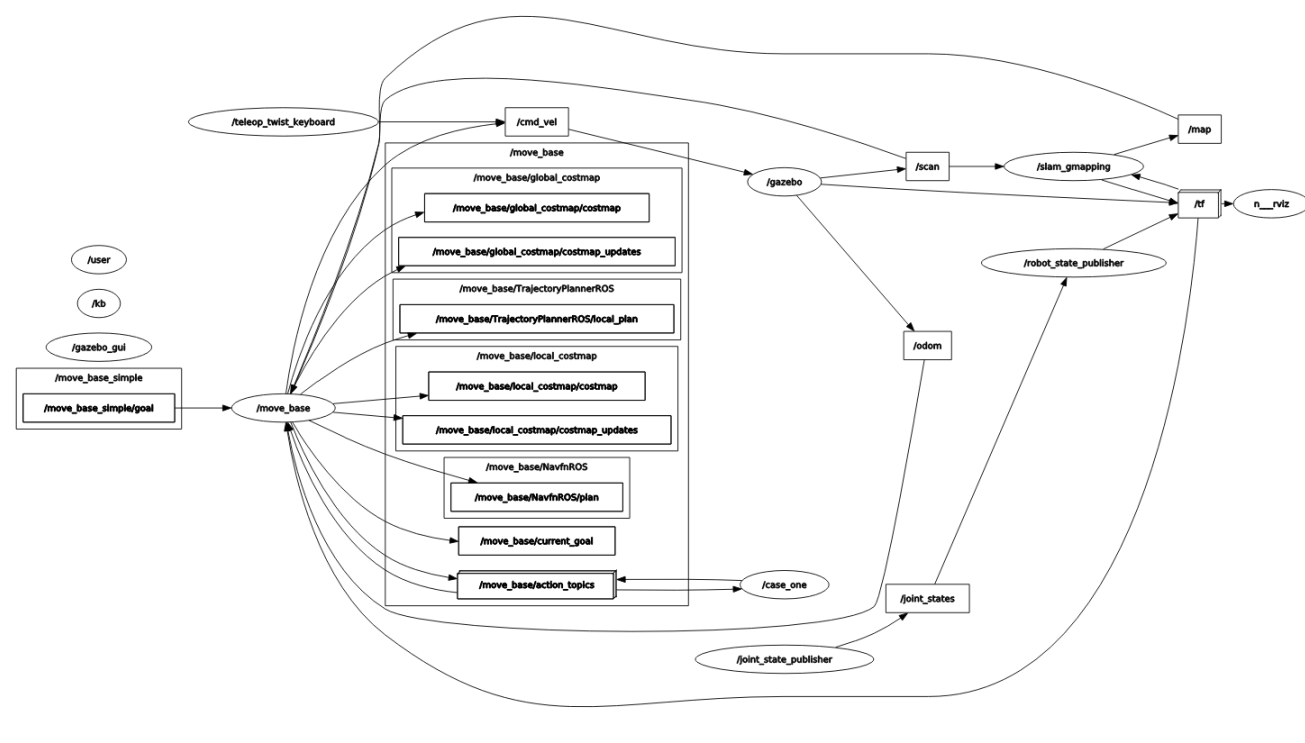 /teleop_twist_keyboard
/cmd_vel
/map
/move_base
/scan
/slam_gmapping
/move_base/global_costmap
/gazebo
/move_base/global_costmap/costmap
/tf
n__rviz
/move_base/global_costmap/costmap_updates
/user
/robot_state_publisher
/move_base/TrajectoryPlannerROS
/kb
/move_base/TrajectoryPlannerROS/local_plan
/gazebo_gui
/odom
/move_base/local_costmap
/move_base_simple
/move_base/local_costmap/costmap
/move_base_simple/goal
/move_base
/move_base/local_costmap/costmap_updates
/move_base/NavfnROS
/move_base/NavfnROS/plan
/move_base/current_goal
/move_base/action_topics
/case_one
/joint_states
/joint_state_publisher